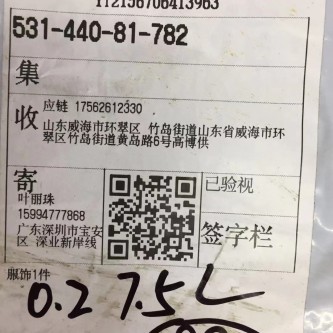 YT2156706413963
531-440-81-782
集
收
应链 17562612330
山东威海市环翠区 竹岛街道山东省威海市环
翠区竹岛街道黄岛路6号高博供
寄
叶丽珠
15994777868
广东深圳市宝安
区 深业新岸线
已验视
签字栏
服饰1件
0.2 7.5 L